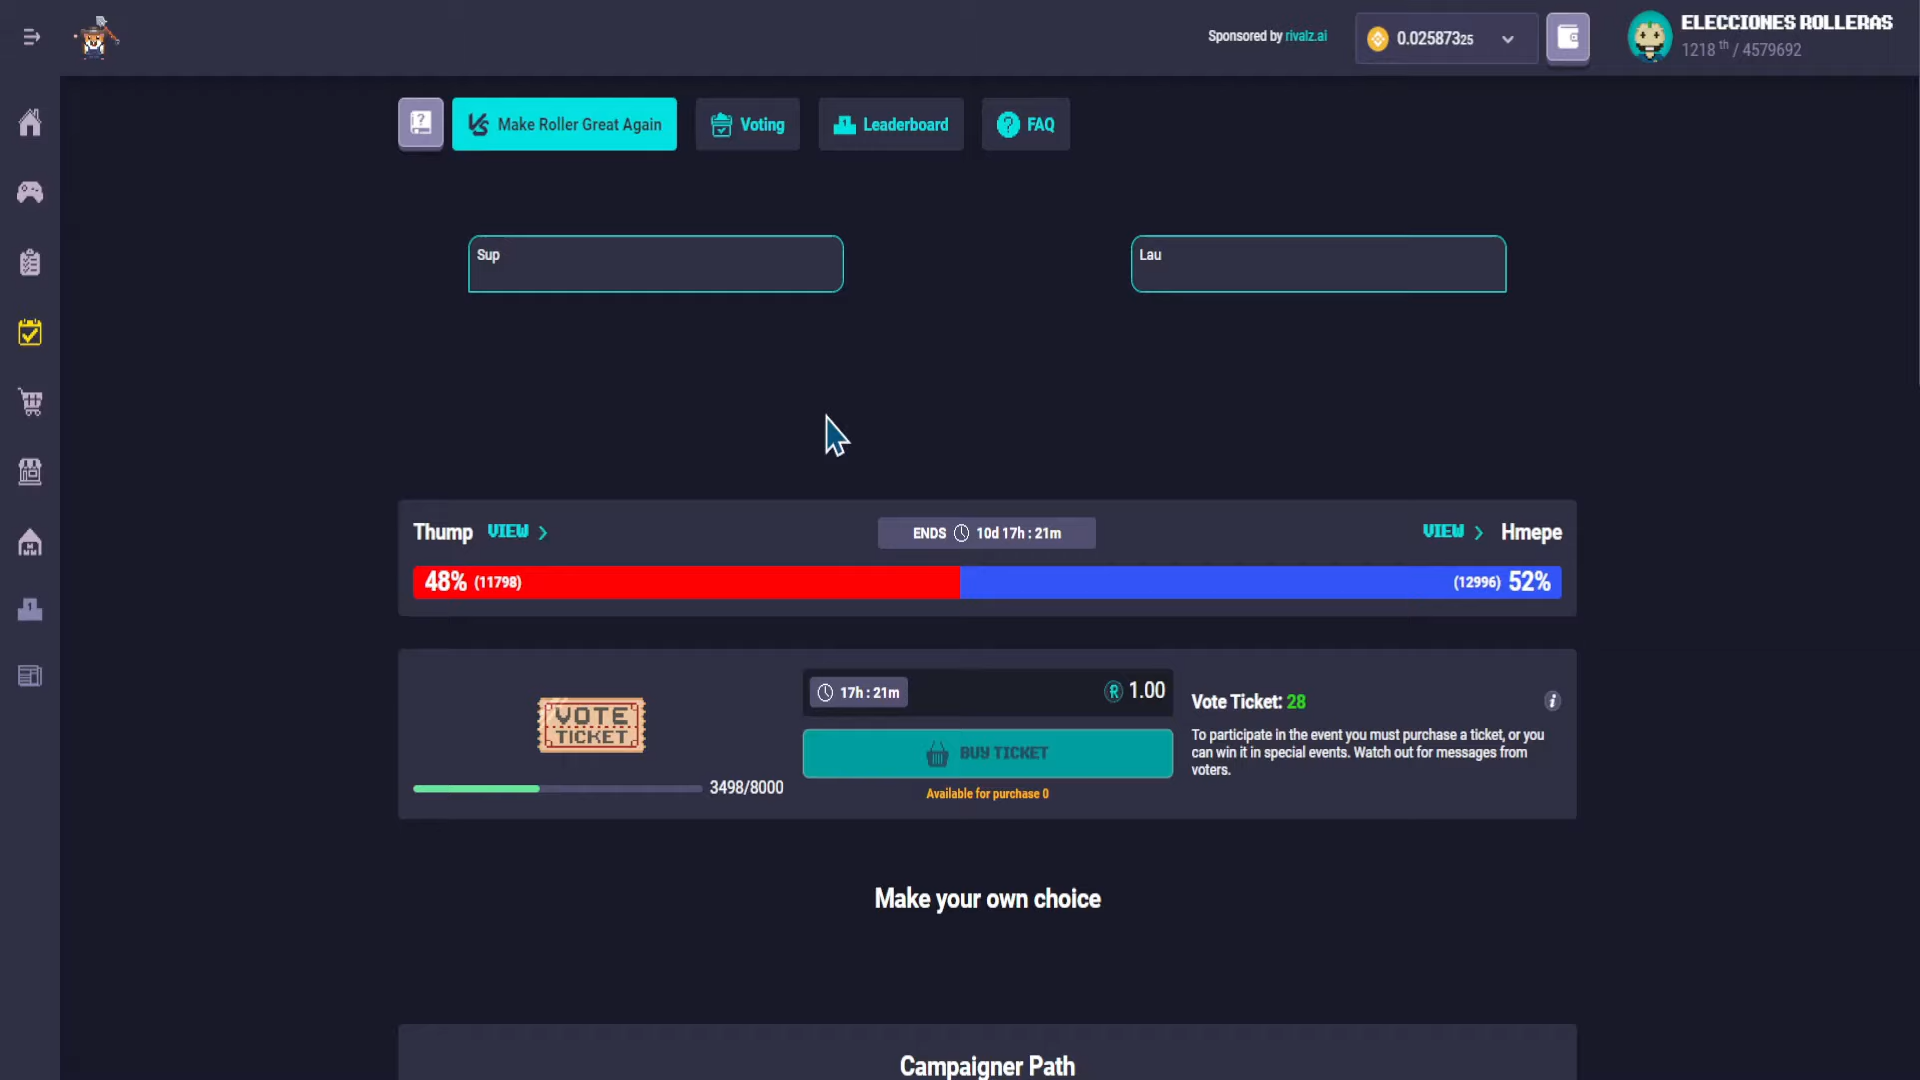 Sponsored by rivalz.ai
0.02587325
ELECCIONES ROLLERAS
1218 th / 4579692
Make Roller Great Again
Voting
Leaderboard
FAQ
Sup
Lau
Thump VIEW
ENDS 10d 17h : 21m
VIEW Hmepe
48% (11798)
(12996) 52%
VOTE TICKET
3498/8000
17h : 21m
1.00
BUY TICKET
Available for purchase 0
Vote Ticket: 28
To participate in the event you must purchase a ticket, or you
can win it in special events. Watch out for messages from
voters.
Make your own choice
Campaigner Path